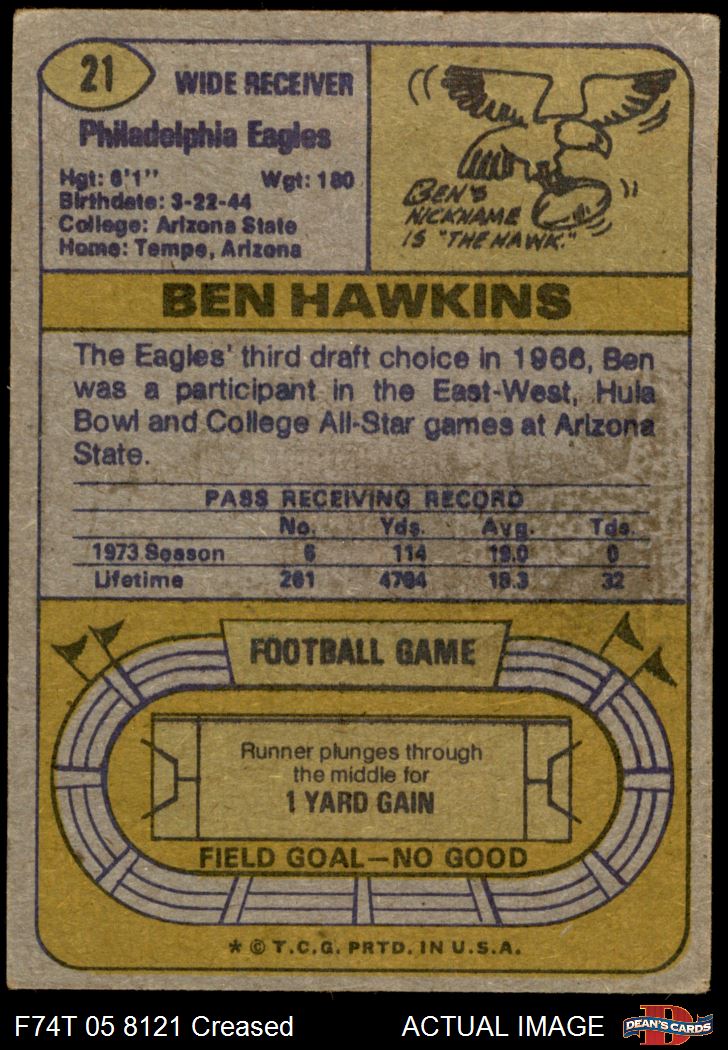 21
WIDE RECEIVER
Philadelphia Eagles
Hgt: 6'1" Wgt: 180
Birthdate: 3-22-44
College: Arizona State
Home: Tempe, Arizona
BEN'S
NICKNAME
IS "THE HAWK."
BEN HAWKINS
The Eagles' third draft choice in 1966, Ben
was a participant in the East-West, Hula
Bowl and College All-Star games at Arizona
State.
PASS RECEIVING RECORD
No. Yds. Avg. Tds.
1973 Season 6 114 19.0 0
Lifetime 261 4764 18.3 32
FOOTBALL GAME
Runner plunges through
the middle for
1 YARD GAIN
FIELD GOAL—NO GOOD
* © T.C.G. PRTD. IN U.S.A.
F74T 05 8121 Creased ACTUAL IMAGE
D
DEAN'S CARDS